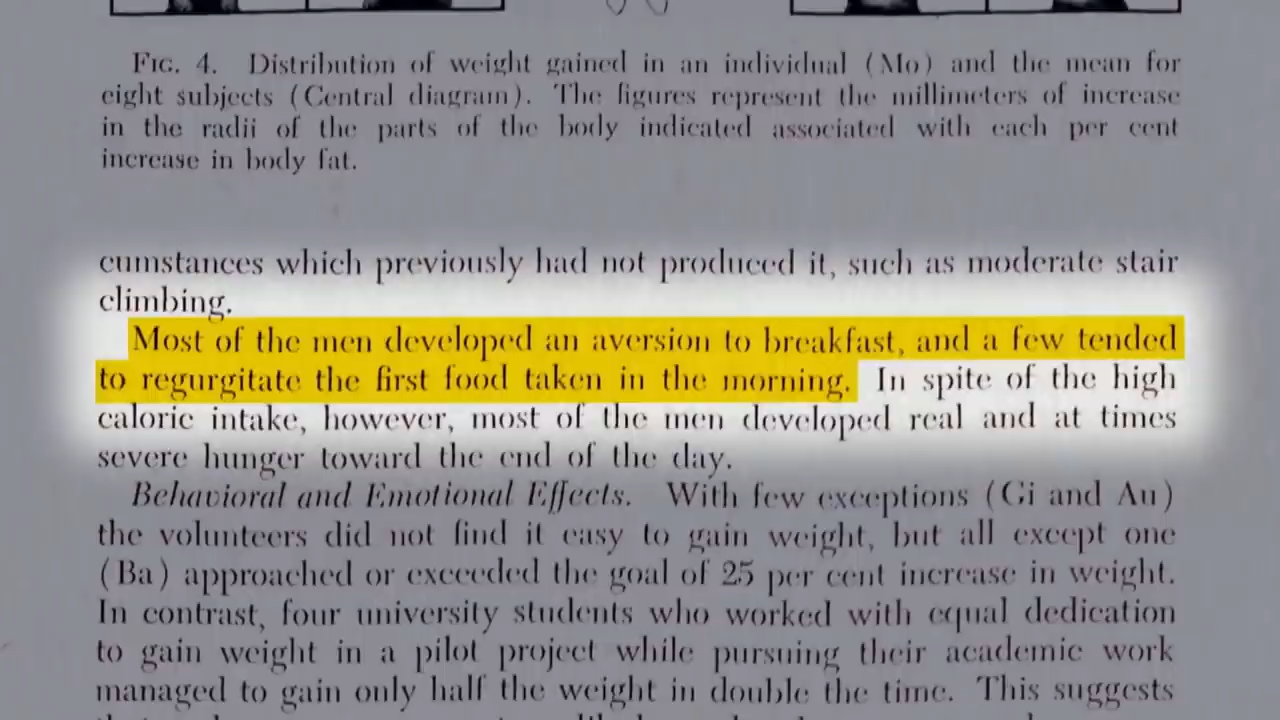 FIG. 4. Distribution of weight gained in an individual (Mo) and the mean for
eight subjects (Central diagram). The figures represent the millimeters of increase
in the radii of the parts of the body indicated associated with each per cent
increase in body fat.
cumstances which previously had not produced it, such as moderate stair
climbing.
Most of the men developed an aversion to breakfast, and a few tended
to regurgitate the first food taken in the morning. In spite of the high
caloric intake, however, most of the men developed real and at times
severe hunger toward the end of the day.
Behavioral and Emotional Effects. With few exceptions (Gi and Au)
the volunteers did not find it easy to gain weight, but all except one
(Ba) approached or exceeded the goal of 25 per cent increase in weight.
In contrast, four university students who worked with equal dedication
to gain weight in a pilot project while pursuing their academic work
managed to gain only half the weight in double the time. This suggests